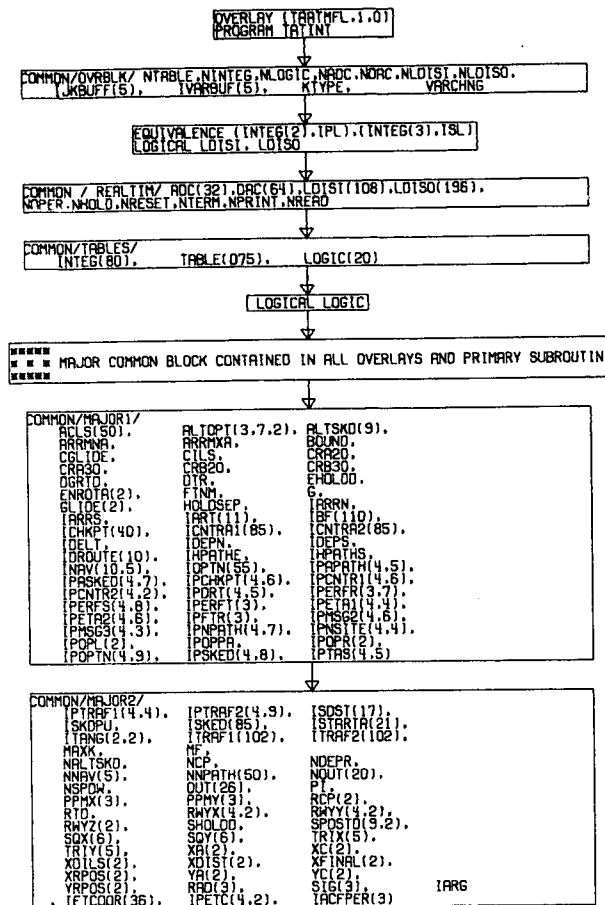 OVERLAY (TAATMFL,1,0)
PROGRAM TATINT
COMMON/OVRBLK/ NTABLE,NINTEG,NLOGIC,NADC,NDAC,NLDISI,NLDISO,
IJKBUFF(5), IVARBUF(5), KTYPE, VARCHNG
EQUIVALENCE (INTEG(2),IPL),(INTEG(3),ISL)
LOGICAL LDISI, LDISO
COMMON / REALTIM/ ADC(32),DAC(64),LDISI(108),LDISO(196),
NOPER,NHOLD,NRESET,NTERM,NPRINT,NREAD
COMMON/TABLES/
INTEG(80), TABLE(075), LOGIC(20)
LOGICAL LOGIC
MAJOR COMMON BLOCK CONTAINED IN ALL OVERLAYS AND PRIMARY SUBROUTIN
COMMON/MAJOR1/
ACLS(50), ALTOPT(3,7,2), ALTSKD(9),
ARRMNA, ARRMXA, BOUND,
CGLIDE, CILS, CRA20,
CRA30, CRB20, CRB30,
DGRTD, DTR, EHOLDD,
ENROTA(2), FTNM, G,
GLIDE(2), HOLDSEP, IARRN,
IARRS, IART(11), IBF(110),
ICHKPT(40), ICNTRA1(85), ICNTRA2(85),
IDELT, IDEPN, IDEPS,
IDROUTE(10), IHPATHE, IHPATHS,
INAV(10,5), IOPTN(55), IPAPATH(4,5),
IPASKED(4,7), IPCHKPT(4,6), IPCNTR1(4,6),
IPCNTR2(4,2), IPDRT(4,5), IPERFR(3,7),
IPERFS(4,8), IPERFT(3), IPETA1(4,4),
IPETA2(4,6), IPFTR(3), IPMSG2(4,6),
IPMSG3(4,3), IPNPATH(4,7), IPNSITE(4,4),
IPOPL(2), IPOPPA, IPOPR(2),
IPOPTN(4,9), IPSKED(4,8), IPTAS(4,5)
COMMON/MAJOR2/
IPTRAF1(4,4), IPTRAF2(4,9), ISDST(17),
ISKDPU, ISKED(85), ISTARTA(21),
ITANG(2,2), ITRAF1(102), ITRAF2(102),
MAXK, MF,
NALTSKD, NCP, NDEPR,
NNAV(5), NNPATH(50), NOUT(20),
NSPDW, OUT(26), PI,
PPMX(3), PPMY(3), RCP(2),
RTD, RWYX(4,2), RWYY(4,2),
RWYZ(2), SHOLDD, SPDSTD(9,2),
SQX(6), SQY(6), TRIX(5),
TRIY(5), XA(2), XC(2),
XDILS(2), XDIST(2), XFINAL(2),
XRPOS(2), YA(2), YC(2),
YRPOS(2), RAD(3), SIG(3), IARG
, IFTCOOR(36), IPETC(4,2), IACFPER(3)